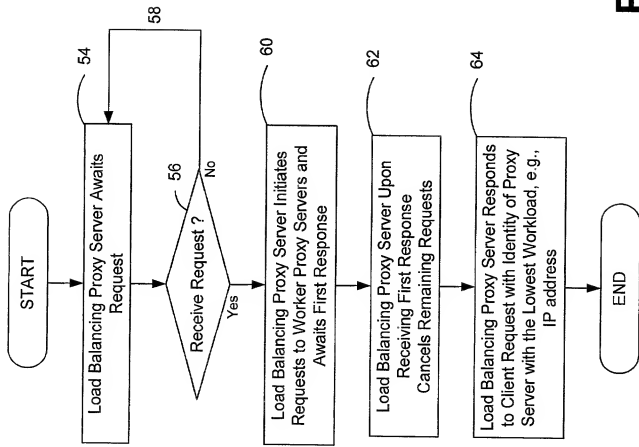 START
54
Load Balancing Proxy Server Awaits
Request
58
56
Receive Request ?
No
Yes
60
Load Balancing Proxy Server Initiates
Requests to Worker Proxy Servers and
Awaits First Response
62
Load Balancing Proxy Server Upon
Receiving First Response
Cancels Remaining Requests
64
Load Balancing Proxy Server Responds
to Client Request with Identity of Proxy
Server with the Lowest Workload, e.g.,
IP address
END